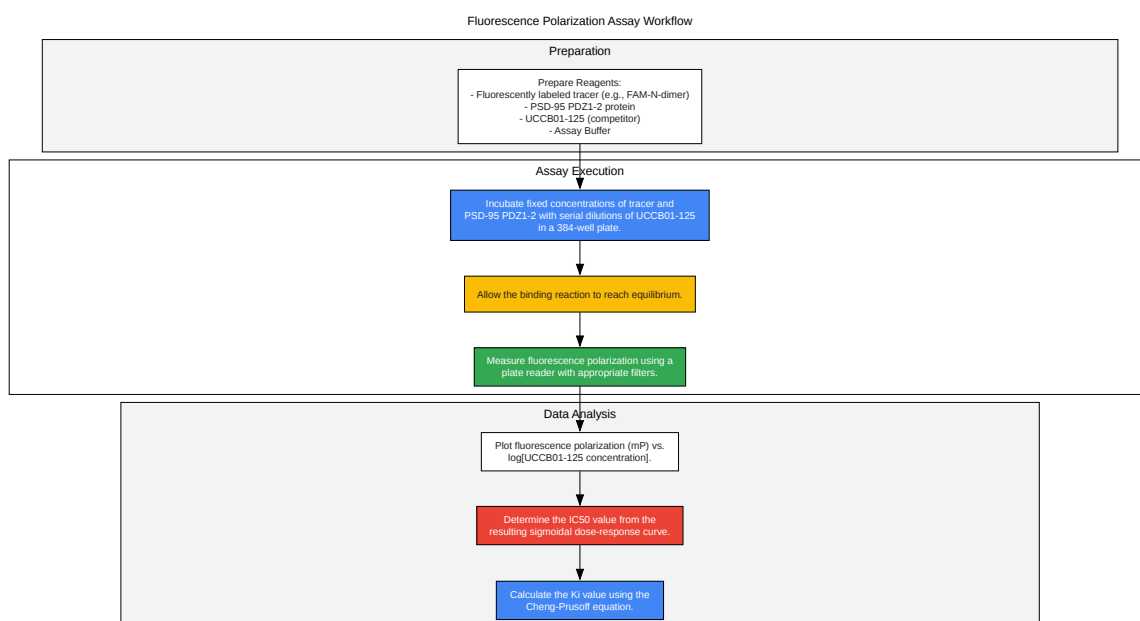 Fluorescence Polarization Assay Workflow
Preparation
Prepare Reagents:
- Fluorescently labeled tracer (e.g., FAM-N-dimer)
- PSD-95 PDZ1-2 protein
- UCCB01-125 (competitor)
- Assay Buffer
Assay Execution
Incubate fixed concentrations of tracer and
PSD-95 PDZ1-2 with serial dilutions of UCCB01-125
in a 384-well plate.
Allow the binding reaction to reach equilibrium.
Measure fluorescence polarization using a
plate reader with appropriate filters.
Data Analysis
Plot fluorescence polarization (mP) vs.
log[UCCB01-125 concentration].
Determine the IC50 value from the
resulting sigmoidal dose-response curve.
Calculate the Ki value using the
Cheng-Prusoff equation.